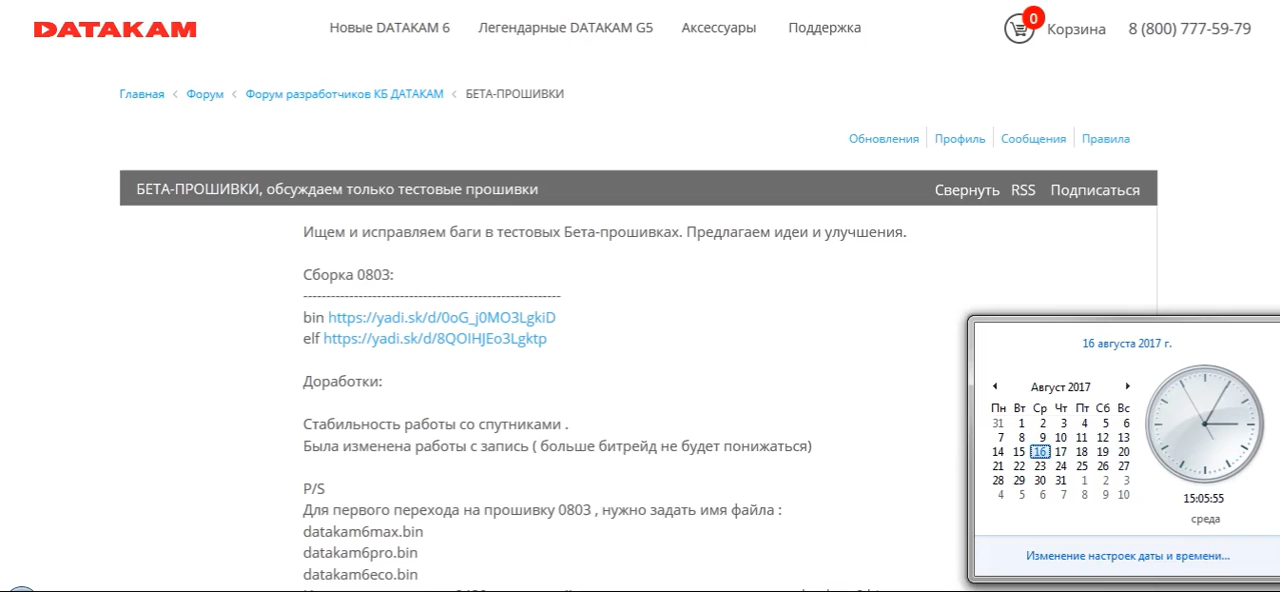 DATAKAM
Новые DATAKAM 6 Легендарные DATAKAM G5 Аксессуары Поддержка 0 Корзина 8 (800) 777-59-79
Главная < Форум < Форум разработчиков КБ ДАТАКАМ < БЕТА-ПРОШИВКИ
Обновления Профиль Сообщения Правила
БЕТА-ПРОШИВКИ, обсуждаем только тестовые прошивки Свернуть RSS Подписаться
Ищем и исправляем баги в тестовых Бета-прошивках. Предлагаем идеи и улучшения.
Сборка 0803:
--------------------------------------------------------
bin https://yadi.sk/d/0oG_j0MO3LgkiD
elf https://yadi.sk/d/8QOIHJEo3Lgktp
Доработки:
Стабильность работы со спутниками .
Была изменена работы с запись ( больше битрейд не будет понижаться)
P/S
Для первого перехода на прошивку 0803 , нужно задать имя файла :
datakam6max.bin
datakam6pro.bin
datakam6eco.bin
16 августа 2017 г.
Август 2017
Пн Вт Ср Чт Пт Сб Вс
31 1 2 3 4 5 6
7 8 9 10 11 12 13
14 15 16 17 18 19 20
21 22 23 24 25 26 27
28 29 30 31 1 2 3
4 5 6 7 8 9 10
15:05:55
среда
Изменение настроек даты и времени...